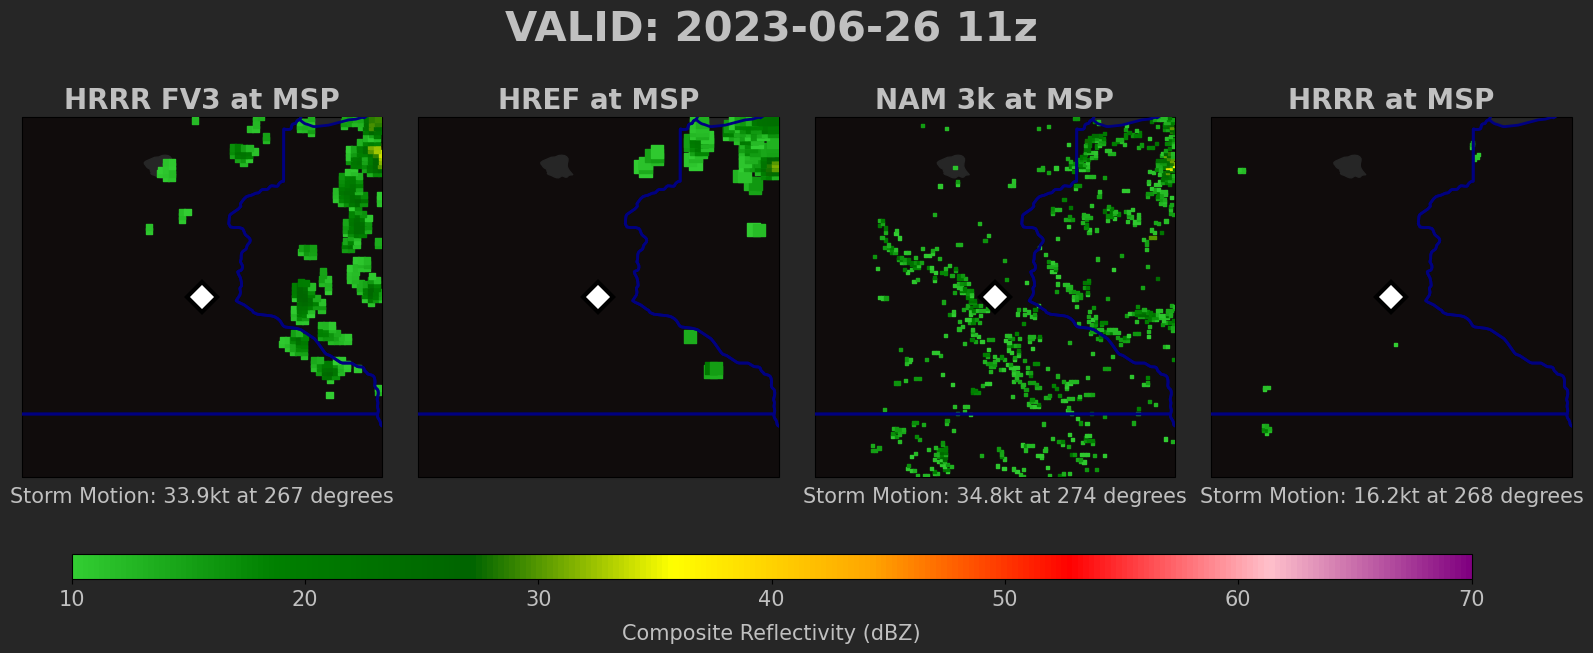 VALID: 2023-06-26 11z
HRRR FV3 at MSP
HREF at MSP
NAM 3k at MSP
HRRR at MSP
Storm Motion: 33.9kt at 267 degrees
Storm Motion: 34.8kt at 274 degrees
Storm Motion: 16.2kt at 268 degrees
10 20 30 40 50 60 70
Composite Reflectivity (dBZ)